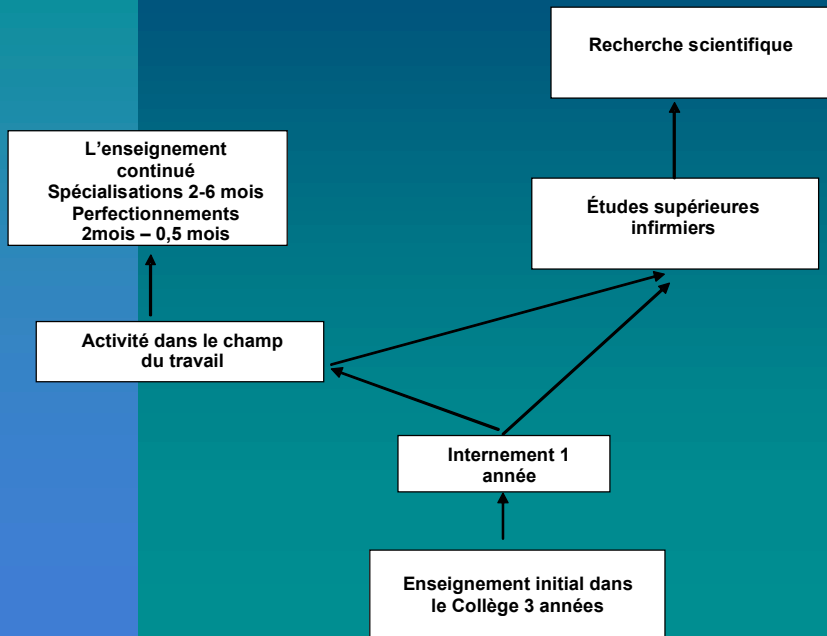 Recherche scientifique
L’enseignement
continué
Spécialisations 2-6 mois
Perfectionnements
2mois – 0,5 mois
Études supérieures
infirmiers
Activité dans le champ
du travail
Internement 1
année
Enseignement initial dans
le Collège 3 années